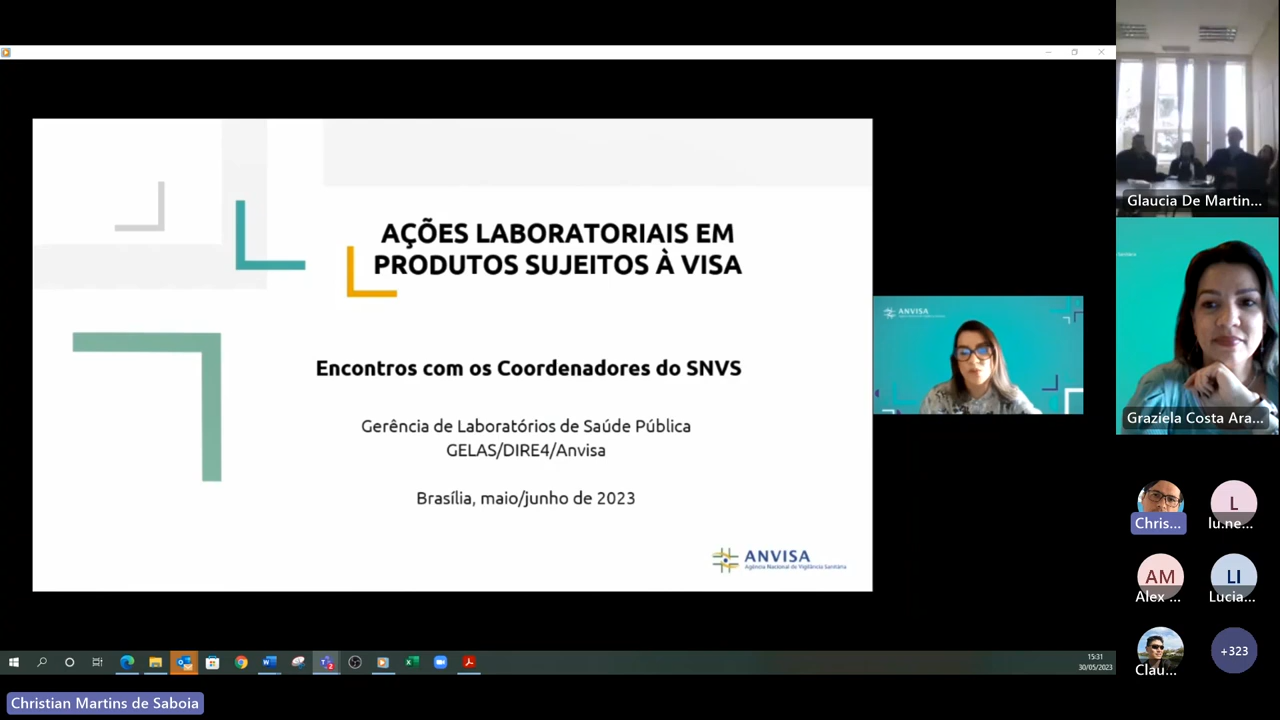 AÇÕES LABORATORIAIS EM
PRODUTOS SUJEITOS À VISA
Encontros com os Coordenadores do SNVS
Gerência de Laboratórios de Saúde Pública
GELAS/DIRE4/Anvisa
Brasília, maio/junho de 2023
ANVISA
Agência Nacional de Vigilância Sanitária
ANVISA
Glaucia De Martin...
Graziela Costa Ara...
Chris...
L
lu.ne...
AM
Alex ...
LI
Lucia...
Clau...
+323
15:31
30/05/2023
Christian Martins de Saboia